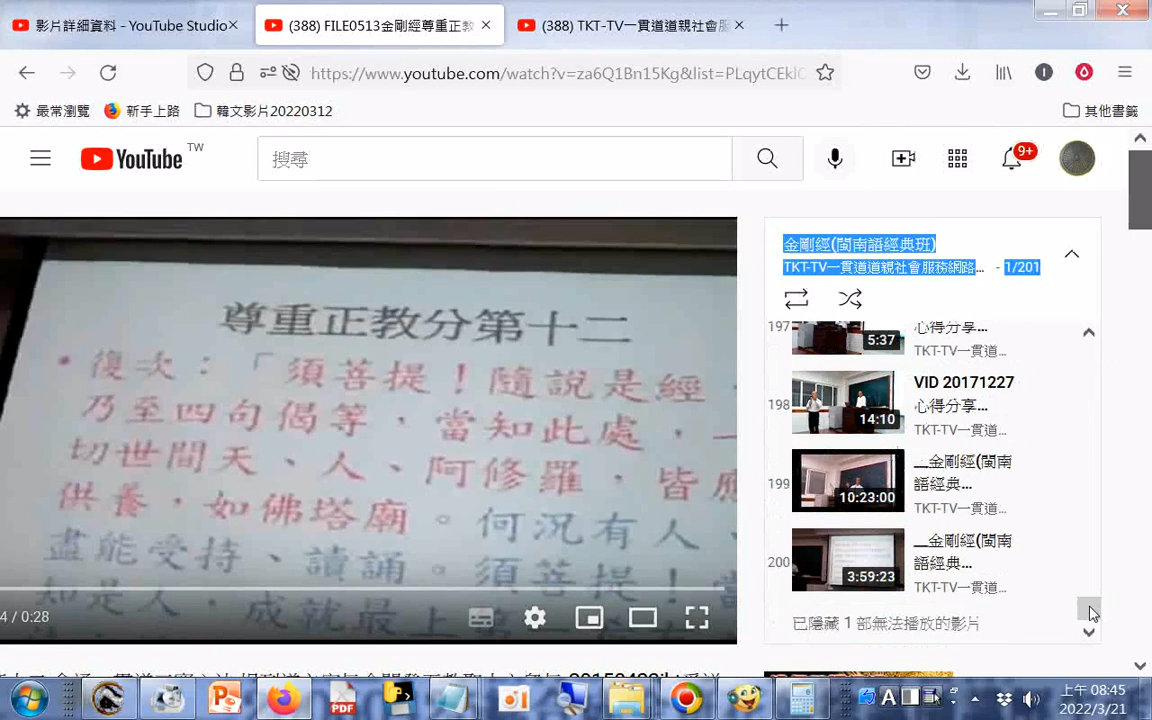 影片詳細資料 - YouTube Studio
(388) FILE0513金剛經尊重正教
(388) TKT-TV一貫道道親社會服
https://www.youtube.com/watch?v=za6Q1Bn15Kg&list=PLqytCEklC
最常瀏覽
新手上路
韓文影片20220312
其他書籤
YouTube TW
搜尋
9+
尊重正教分第十二
• 復次：「須菩提！隨說是經，
乃至四句偈等，當知此處，一
切世間天、人、阿修羅，皆應
供養，如佛塔廟。何況有人、
盡能受持、讀誦。須菩提！當
知是人，成就最上
4 / 0:28
金剛經(閩南語經典班)
TKT-TV一貫道道親社會服務網路... - 1/201
197
5:37
心得分享...
TKT-TV一貫道...
198
14:10
VID 20171227
心得分享...
TKT-TV一貫道...
199
10:23:00
__金剛經(閩南
語經典...
TKT-TV一貫道...
200
3:59:23
__金剛經(閩南
語經典...
TKT-TV一貫道...
已隱藏 1 部無法播放的影片
PDF
A
上午 08:45
2022/3/21